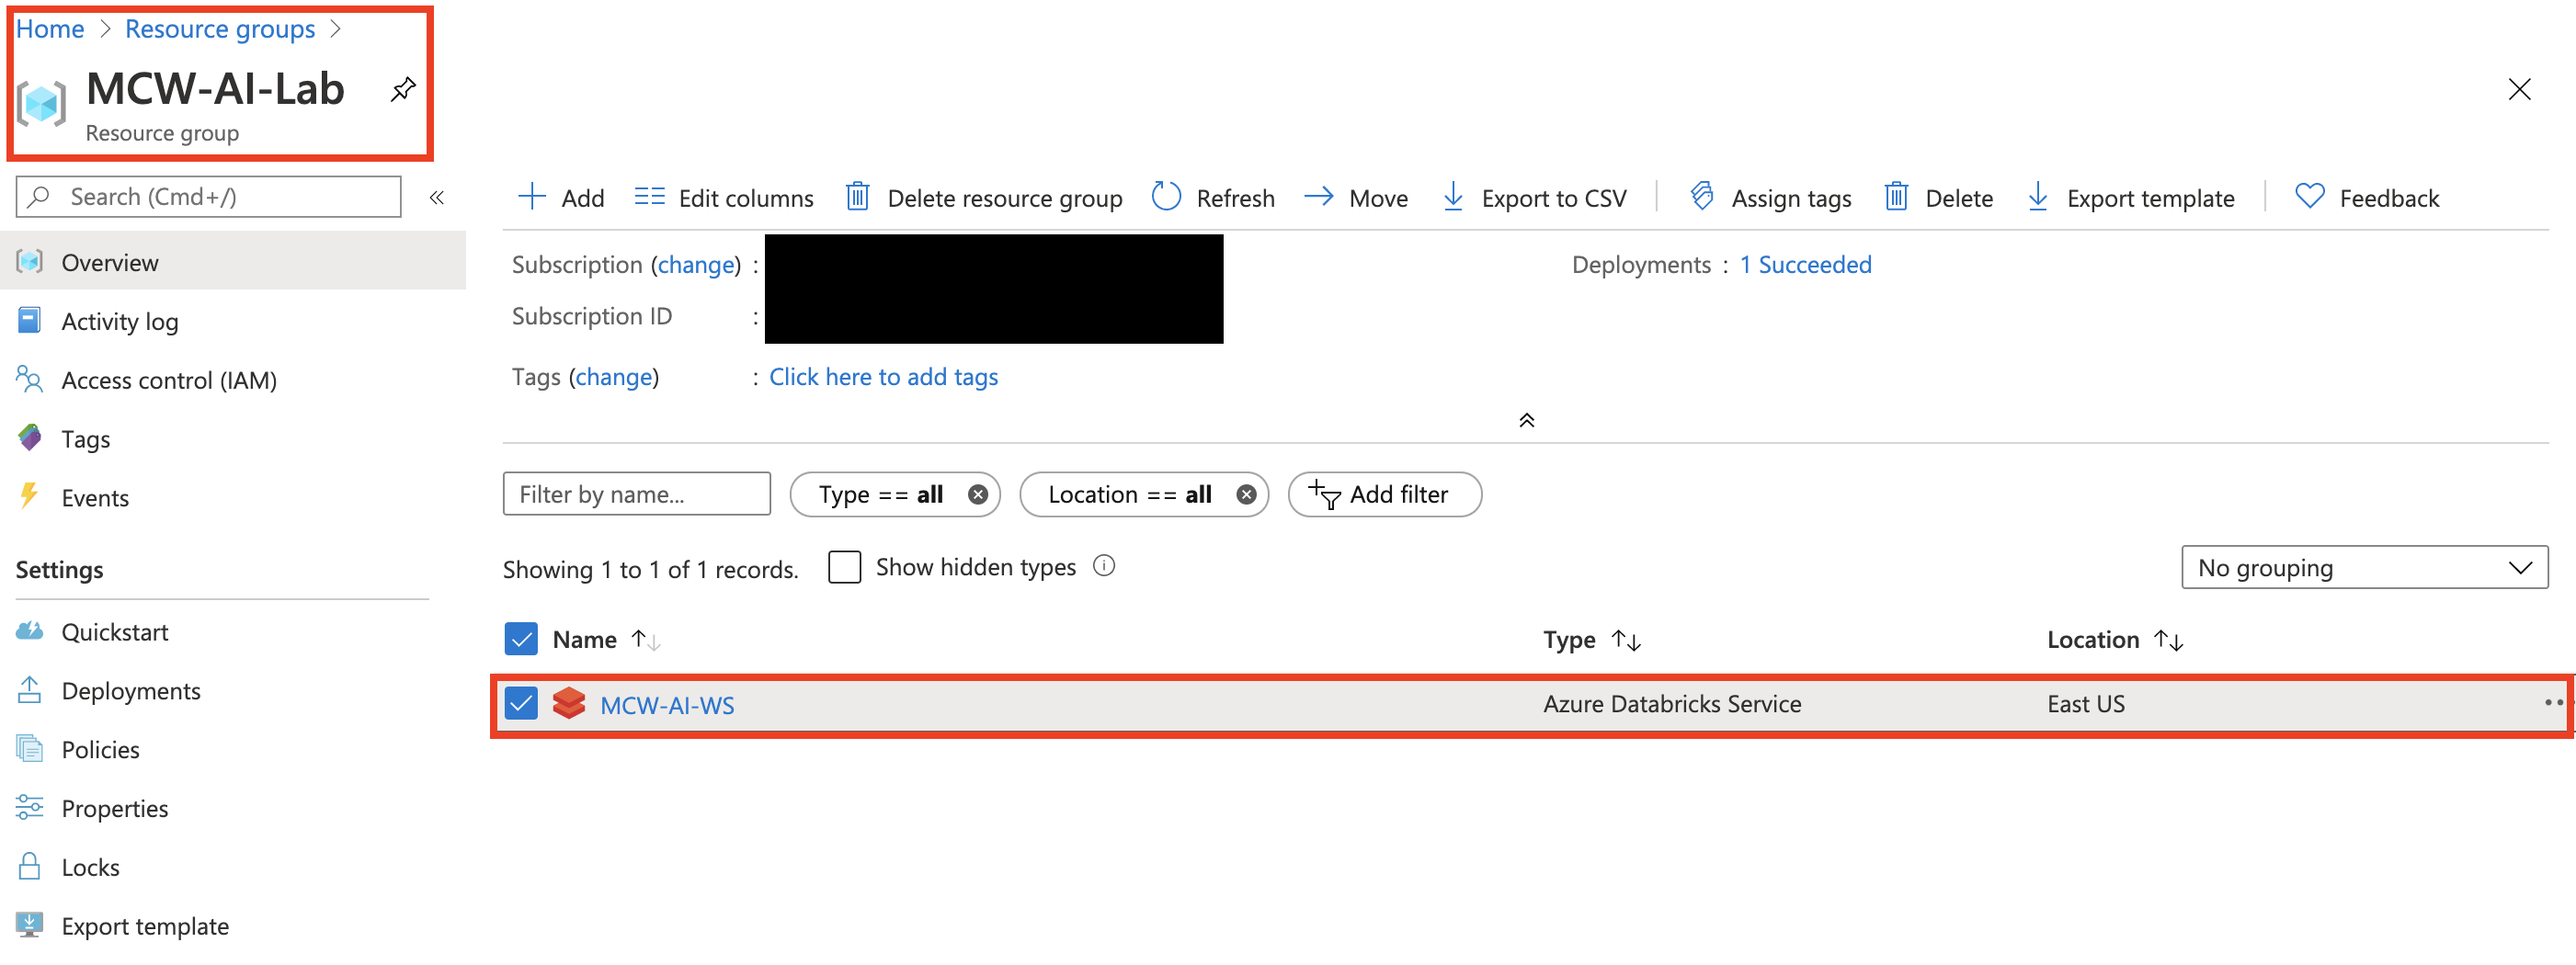 Home > Resource groups >
MCW-AI-Lab
Resource group
Search (Cmd+/)
«
Add Edit columns Delete resource group Refresh Move Export to CSV Assign tags Delete Export template Feedback
Overview
Activity log
Access control (IAM)
Tags
Events
Settings
Quickstart
Deployments
Policies
Properties
Locks
Export template
Subscription (change) :
Deployments : 1 Succeeded
Subscription ID :
Tags (change) : Click here to add tags
Filter by name... Type == all Location == all Add filter
Showing 1 to 1 of 1 records. Show hidden types
No grouping
Name Type Location
MCW-AI-WS Azure Databricks Service East US